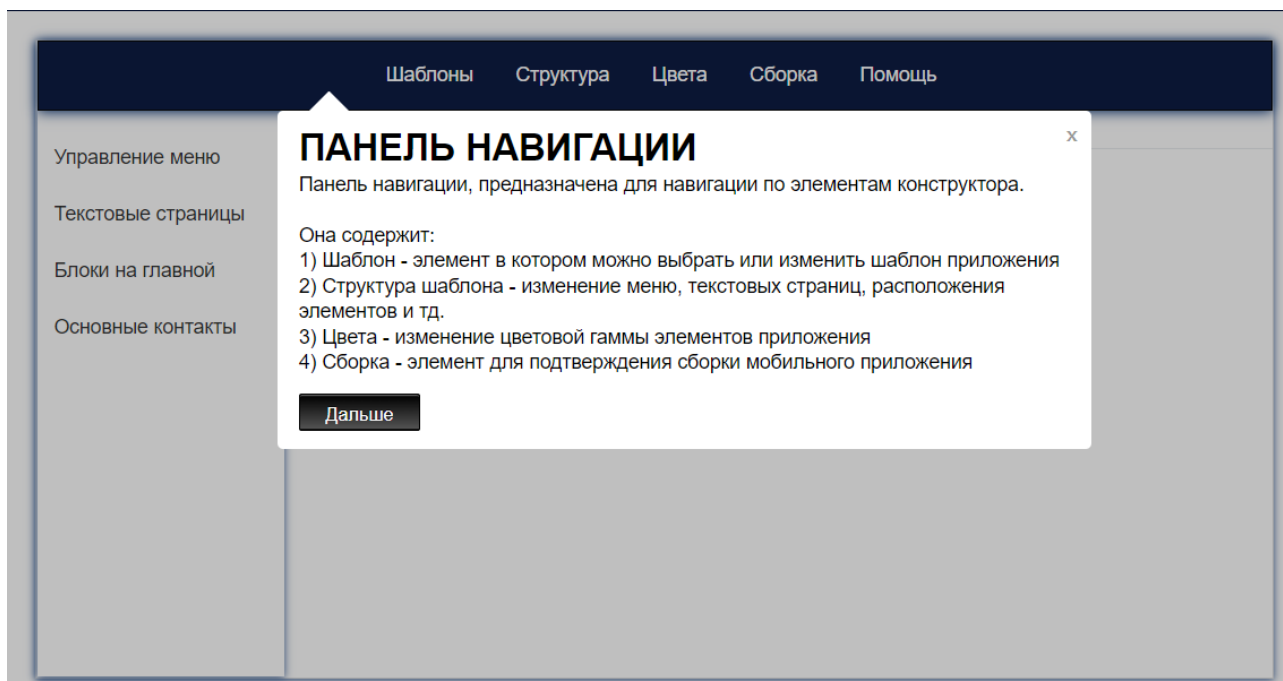 Шаблоны Структура Цвета Сборка Помощь
Управление меню
Текстовые страницы
Блоки на главной
Основные контакты
x
ПАНЕЛЬ НАВИГАЦИИ
Панель навигации, предназначена для навигации по элементам конструктора.
Она содержит:
1) Шаблон - элемент в котором можно выбрать или изменить шаблон приложения
2) Структура шаблона - изменение меню, текстовых страниц, расположения
элементов и тд.
3) Цвета - изменение цветовой гаммы элементов приложения
4) Сборка - элемент для подтверждения сборки мобильного приложения
Дальше